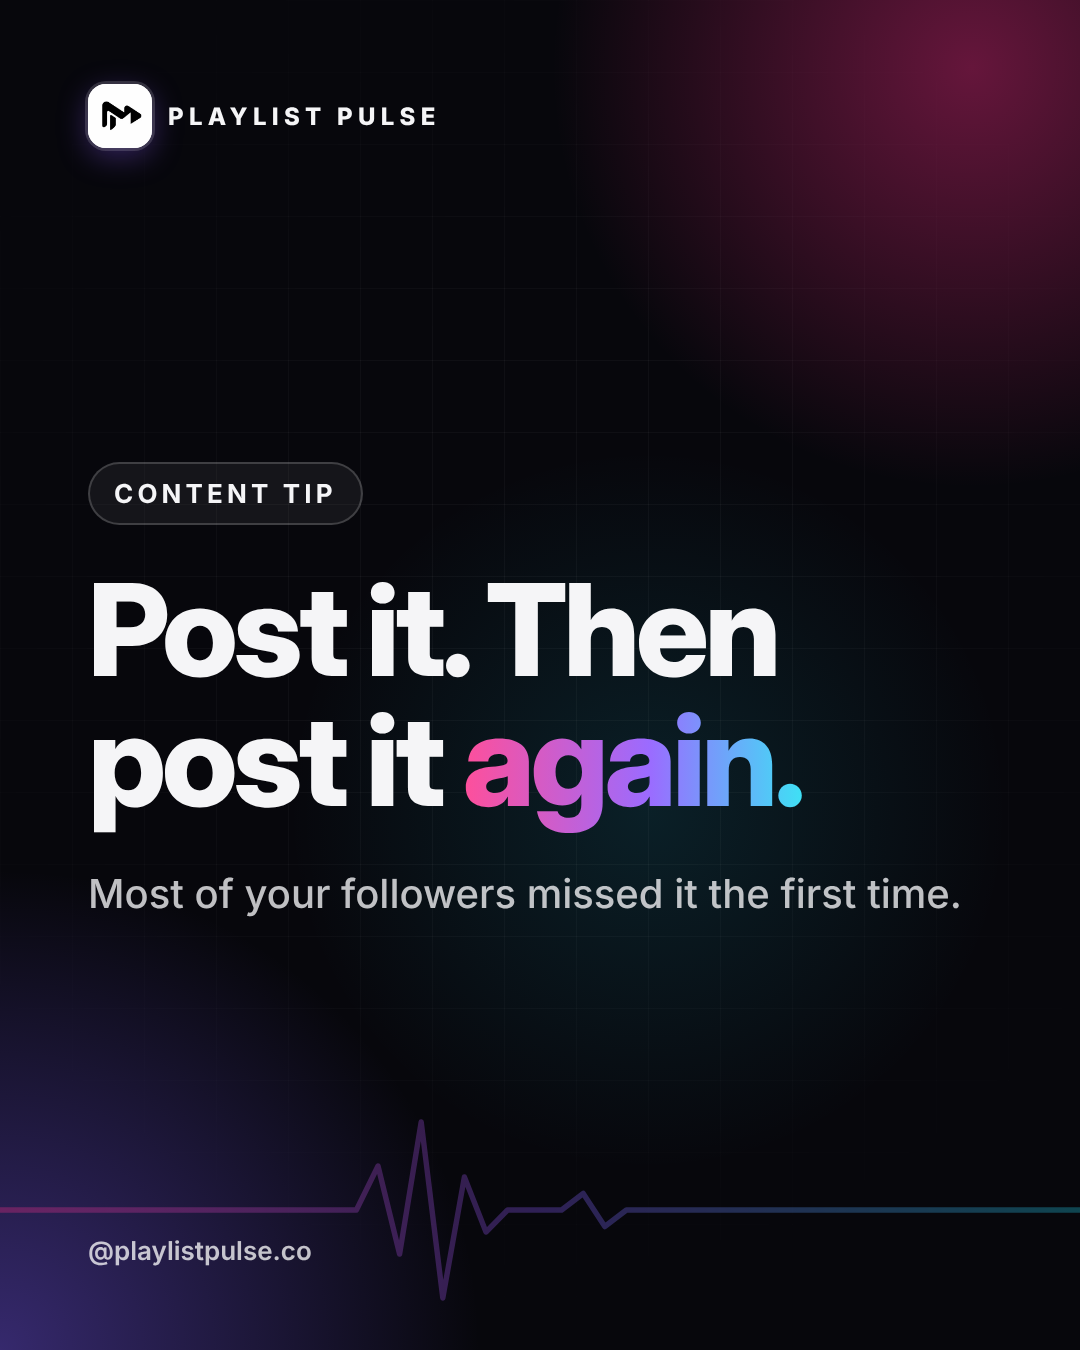 PLAYLIST PULSE
CONTENT TIP
Post it. Then
post it again.
Most of your followers missed it the first time.
@playlistpulse.co